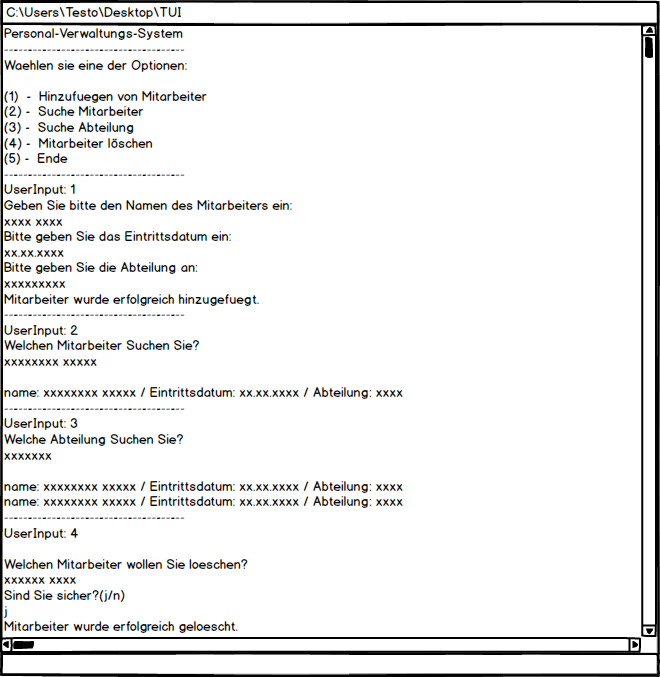 C:\Users\Testo\Desktop\TUI
Personal-Verwaltungs-System
------------------------------------
Waehlen sie eine der Optionen:
(1) - Hinzufuegen von Mitarbeiter
(2) - Suche Mitarbeiter
(3) - Suche Abteilung
(4) - Mitarbeiter löschen
(5) - Ende
------------------------------------
UserInput: 1
Geben Sie bitte den Namen des Mitarbeiters ein:
xxxx xxxx
Bitte geben Sie das Eintrittsdatum ein:
xx.xx.xxxx
Bitte geben Sie die Abteilung an:
xxxxxxxxx
Mitarbeiter wurde erfolgreich hinzugefuegt.
------------------------------------
UserInput: 2
Welchen Mitarbeiter Suchen Sie?
xxxxxxxx xxxxx
name: xxxxxxxx xxxxx / Eintrittsdatum: xx.xx.xxxx / Abteilung: xxxx
------------------------------------
UserInput: 3
Welche Abteilung Suchen Sie?
xxxxxxx
name: xxxxxxxx xxxxx / Eintrittsdatum: xx.xx.xxxx / Abteilung: xxxx
name: xxxxxxxx xxxxx / Eintrittsdatum: xx.xx.xxxx / Abteilung: xxxx
------------------------------------
UserInput: 4
Welchen Mitarbeiter wollen Sie loeschen?
xxxxxx xxxx
Sind Sie sicher?(j/n)
j
Mitarbeiter wurde erfolgreich geloescht.